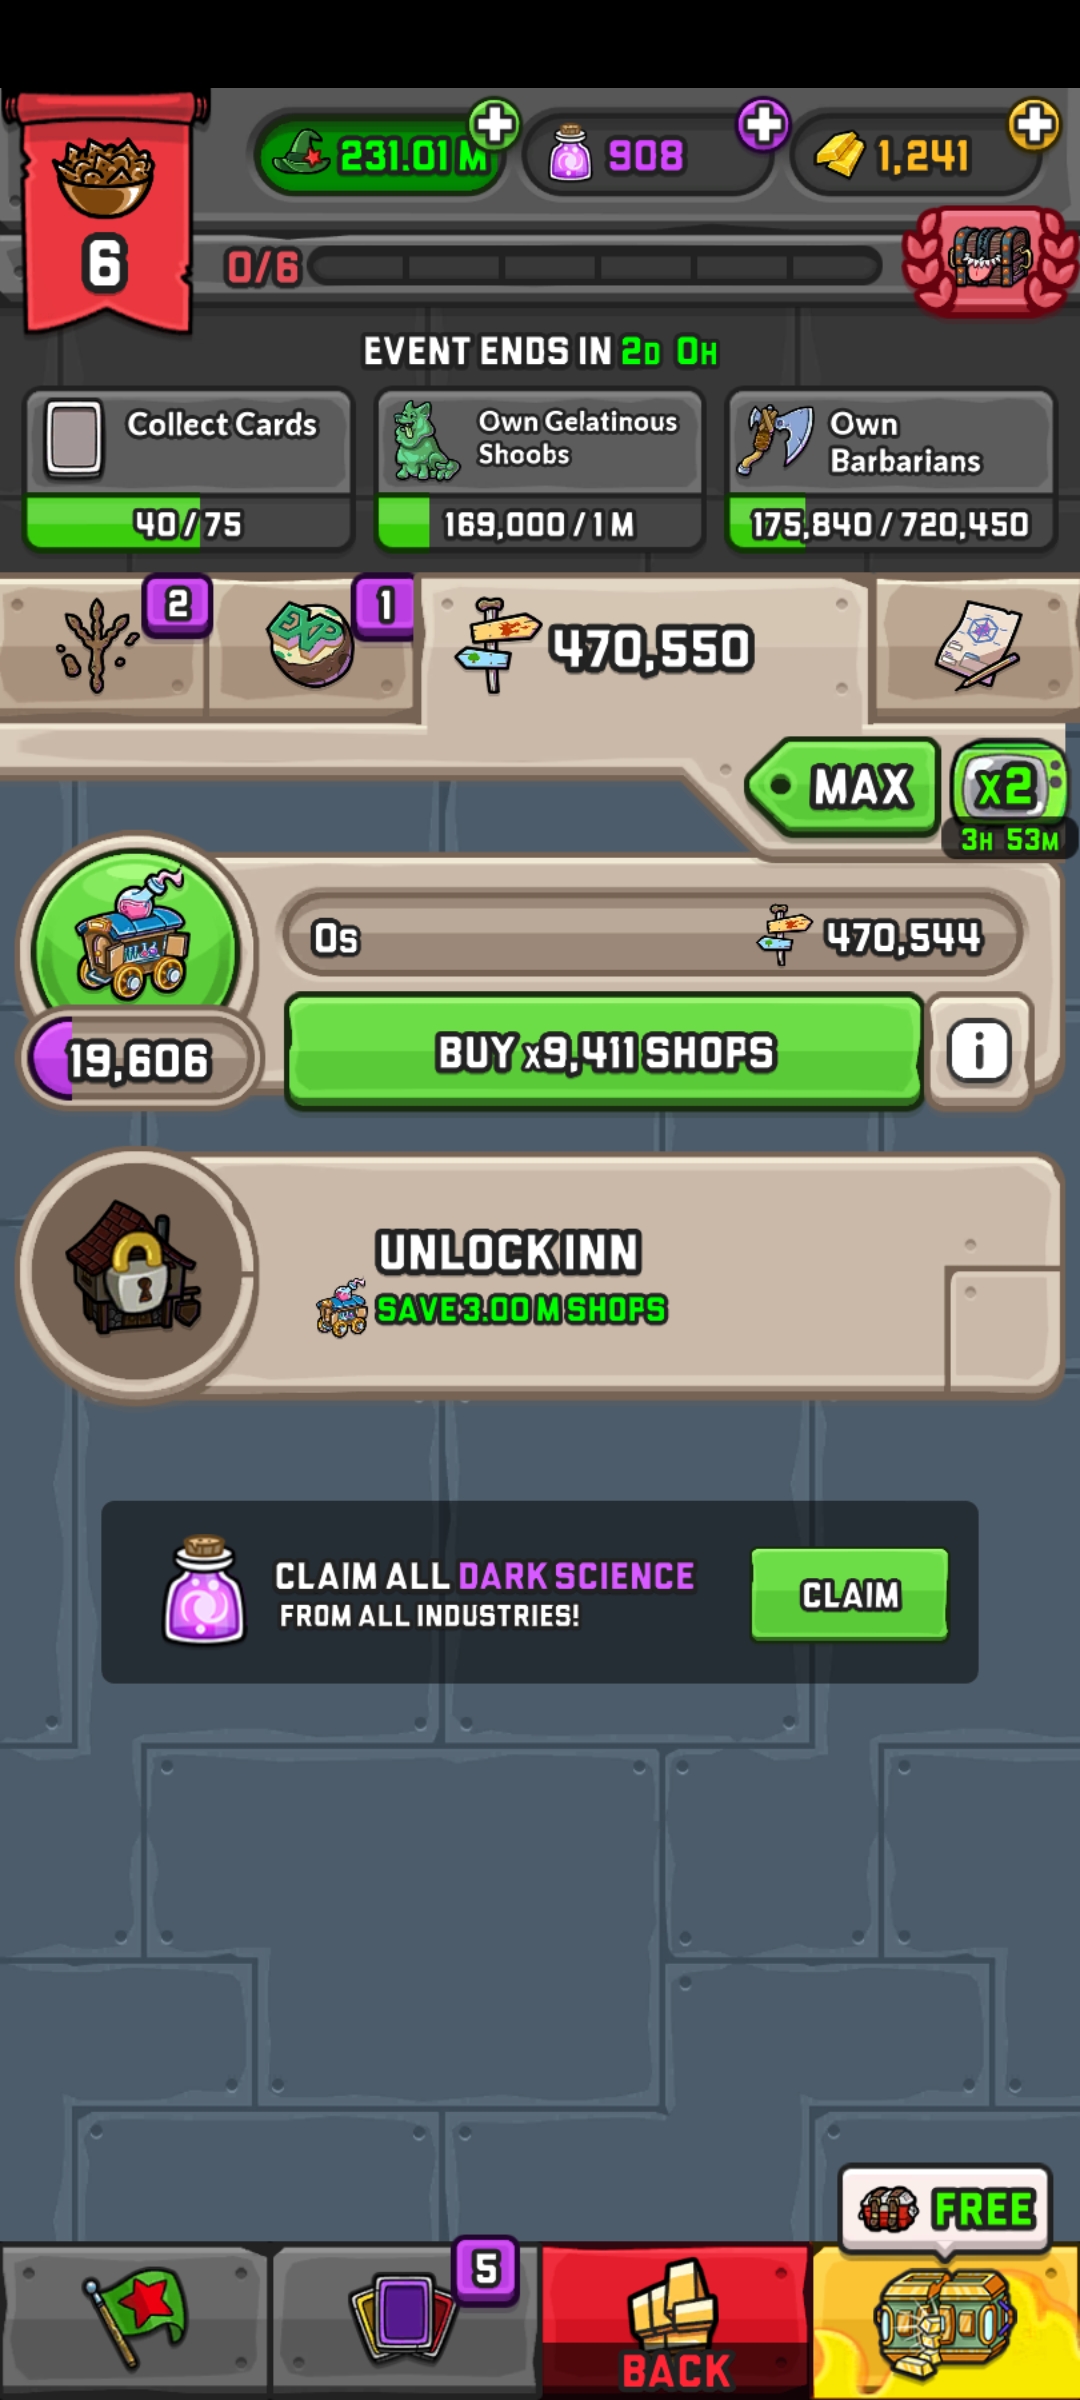 231.01 M
908
1,241
6
0/6
EVENT ENDS IN 2D 0H
Collect Cards
40/75
Own Gelatinous
Shoobs
169,000/1 M
Own
Barbarians
175,840/720,450
2
EXP
1
470,550
MAX
x2
3H 53M
0s
470,544
19,606
BUY x9,411 SHOPS
i
UNLOCK INN
SAVE 3.00 M SHOPS
CLAIM ALL DARK SCIENCE
FROM ALL INDUSTRIES!
CLAIM
FREE
5
BACK